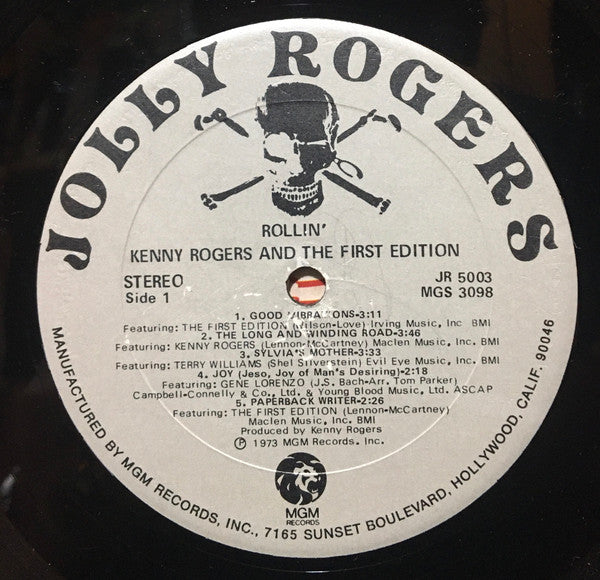 JOLLY ROGERS
ROLLIN'
KENNY ROGERS AND THE FIRST EDITION
STEREO
Side 1
JR 5003
MGS 3098
1. GOOD VIBRATIONS-3:11
Featuring: THE FIRST EDITION (Wilson-Love) Irving Music, Inc BMI
2. THE LONG AND WINDING ROAD-3:46
Featuring: KENNY ROGERS (Lennon-McCartney) Maclen Music, Inc. BMI
3. SYLVIA'S MOTHER-3:33
Featuring: TERRY WILLIAMS (Shel Silverstein) Evil Eye Music, Inc. BMI
4. JOY (Jeso, Joy of Man's Desiring)-2:18
Featuring: GENE LORENZO (J.S. Bach-Arr. Tom Parker)
Campbell-Connelly & Co., Ltd. & Young Blood Music, Ltd. ASCAP
5. PAPERBACK WRITER-2:26
Featuring: THE FIRST EDITION (Lennon-McCartney)
Maclen Music, Inc. BMI
Produced by Kenny Rogers
Ⓟ 1973 MGM Records. Inc.
MGM
RECORDS
MANUFACTURED BY MGM RECORDS, INC., 7165 SUNSET BOULEVARD, HOLLYWOOD, CALIF. 90046